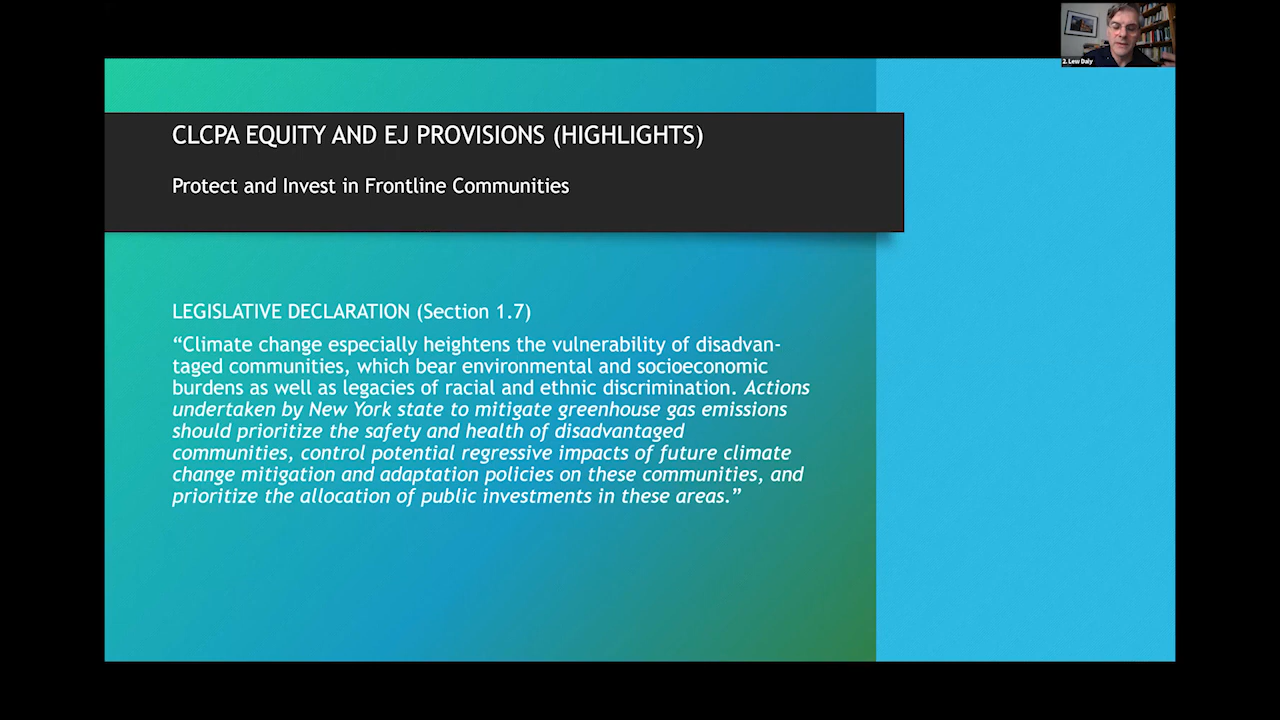 2. Lew Daly
CLCPA EQUITY AND EJ PROVISIONS (HIGHLIGHTS)
Protect and Invest in Frontline Communities
LEGISLATIVE DECLARATION (Section 1.7)
“Climate change especially heightens the vulnerability of disadvan-
taged communities, which bear environmental and socioeconomic
burdens as well as legacies of racial and ethnic discrimination. Actions
undertaken by New York state to mitigate greenhouse gas emissions
should prioritize the safety and health of disadvantaged
communities, control potential regressive impacts of future climate
change mitigation and adaptation policies on these communities, and
prioritize the allocation of public investments in these areas.”